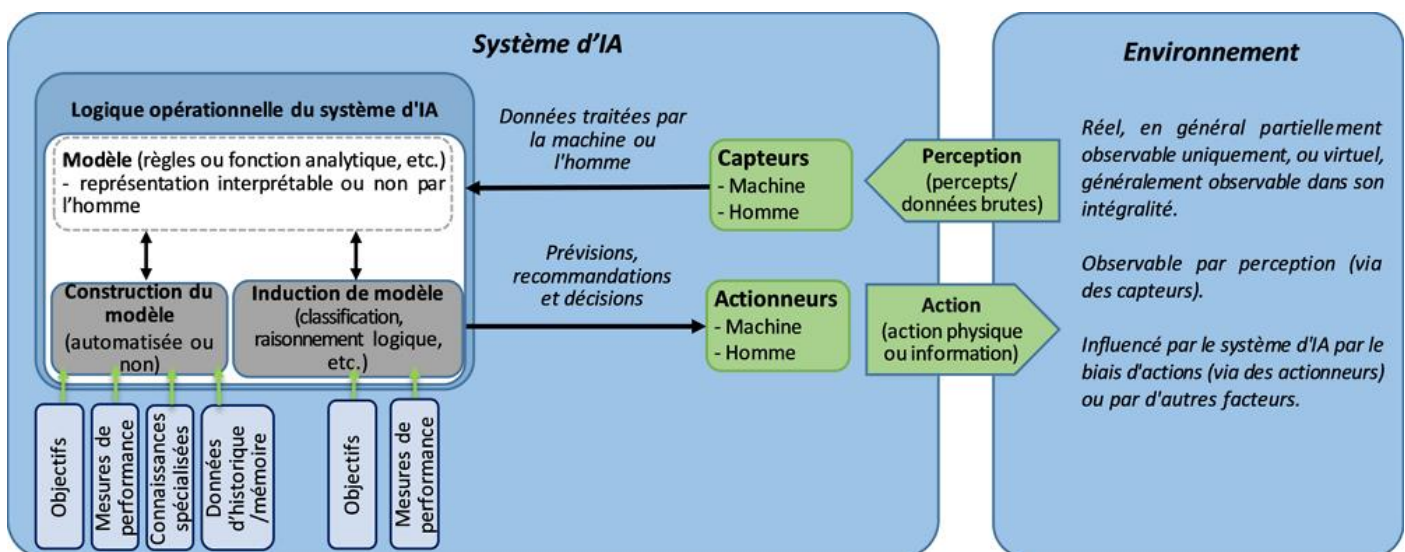 Système d’IA
Logique opérationnelle du système d'IA
Modèle (règles ou fonction analytique, etc.)
- représentation interprétable ou non par
l’homme
Construction du
modèle
(automatisée ou
non)
Induction de modèle
(classification,
raisonnement logique,
etc.)
Objectifs
Mesures de
performance
Connaissances
spécialisées
Données
d’historique
/mémoire
Objectifs
Mesures de
performance
Données traitées par
la machine ou
l'homme
Prévisions,
recommandations
et décisions
Capteurs
- Machine
- Homme
Actionneurs
- Machine
- Homme
Perception
(percepts/
données brutes)
Action
(action physique
ou information)
Environnement
Réel, en général partiellement
observable uniquement, ou virtuel,
généralement observable dans son
intégralité.
Observable par perception (via
des capteurs).
Influencé par le système d'IA par le
biais d'actions (via des actionneurs)
ou par d'autres facteurs.